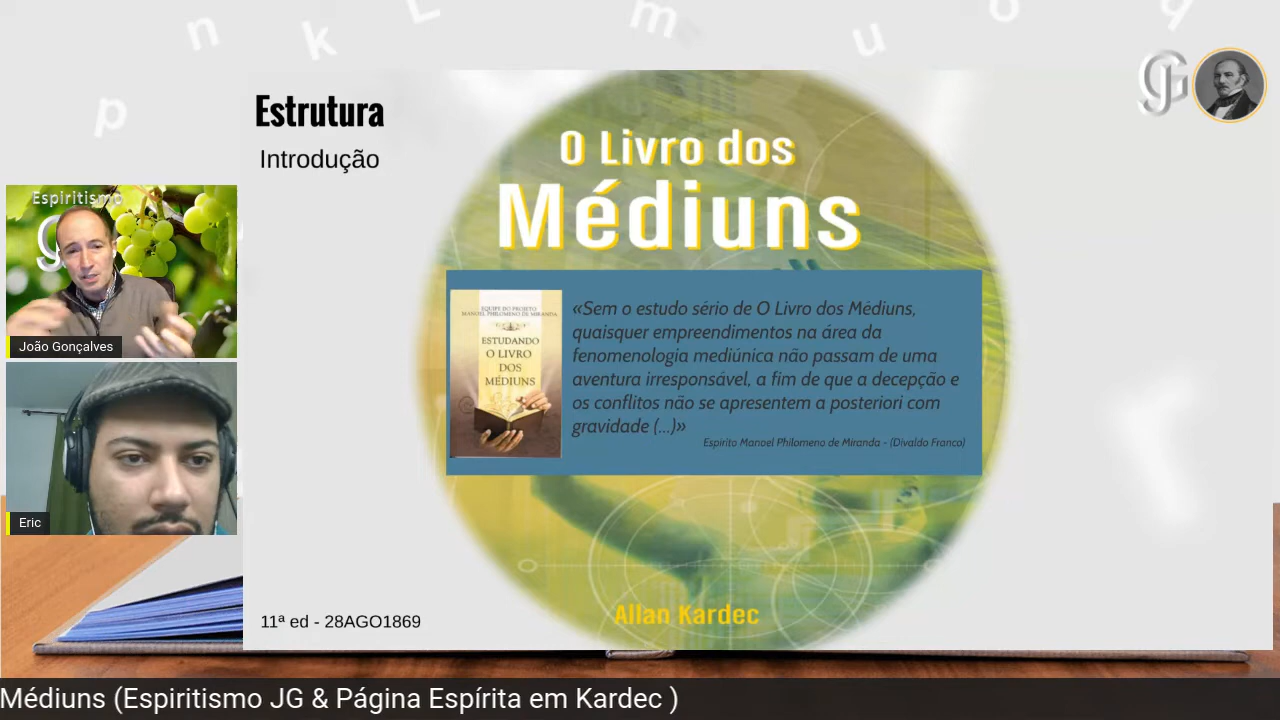 n k L m u o q
p
JG
Estrutura
Introdução
O Livro dos
Médiuns
Espiritismo
João Gonçalves
Eric
EQUIPE DO PROJETO
MANOEL PHILOMENO DE MIRANDA
ESTUDANDO
O LIVRO
DOS
MÉDIUNS
«Sem o estudo sério de O Livro dos Médiuns,
quaisquer empreendimentos na área da
fenomenologia mediúnica não passam de uma
aventura irresponsável, a fim de que a decepção e
os conflitos não se apresentem a posteriori com
gravidade (...)»
Espírito Manoel Philomeno de Miranda - (Divaldo Franco)
Allan Kardec
11ª ed - 28AGO1869
Médiuns (Espiritismo JG & Página Espírita em Kardec )